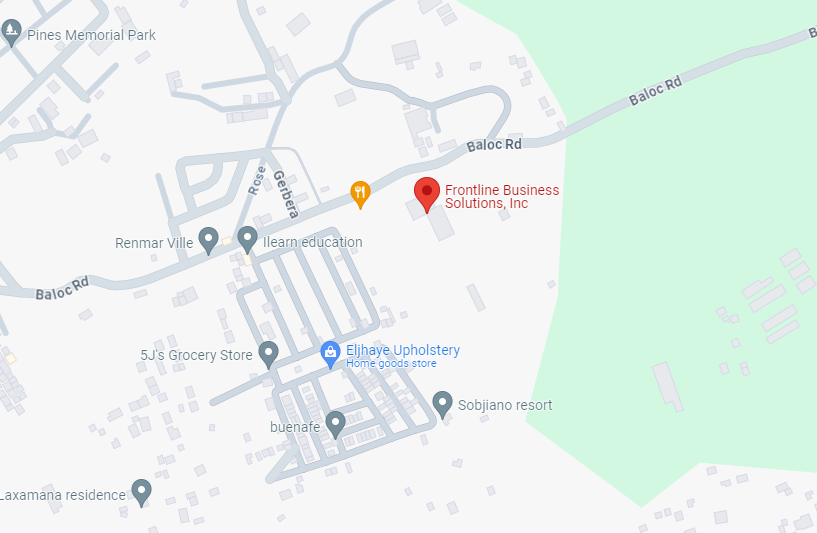 Pines Memorial Park
B
Baloc Rd
Baloc Rd
Rose
Gerbera
Frontline Business
Solutions, Inc
Renmar Ville
Ilearn education
Baloc Rd
5J's Grocery Store
Eljhaye Upholstery
Home goods store
Sobjiano resort
buenafe
Laxamana residence